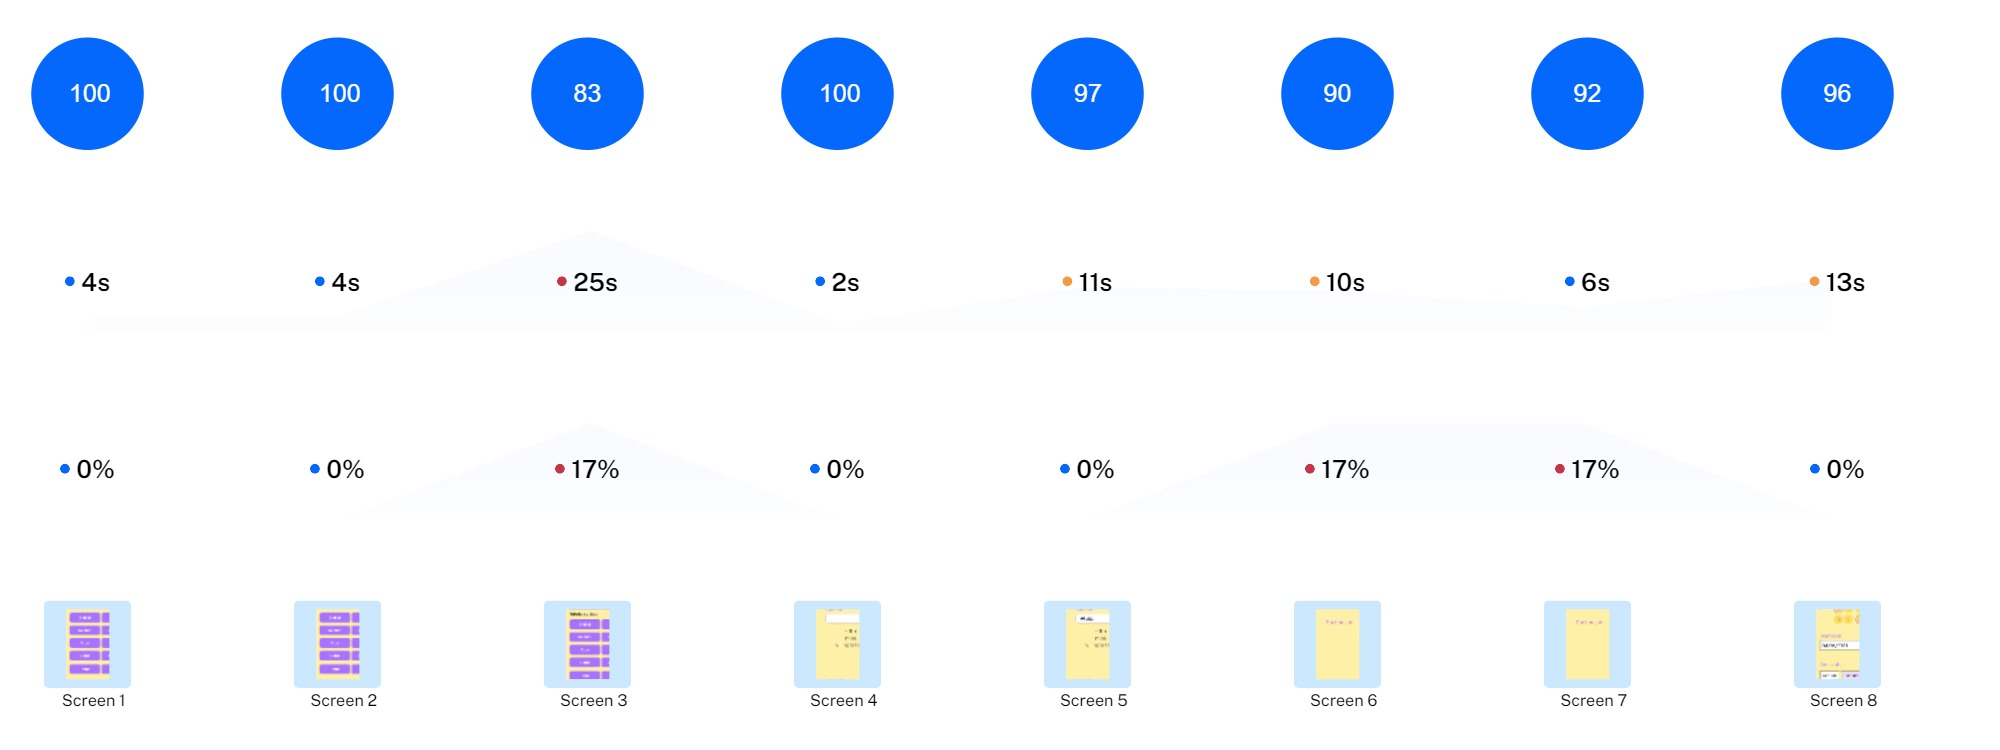 100 100 83 100 97 90 92 96
4s 4s 25s 2s 11s 10s 6s 13s
0% 0% 17% 0% 0% 17% 17% 0%
Screen 1 Screen 2 Screen 3 Screen 4 Screen 5 Screen 6 Screen 7 Screen 8